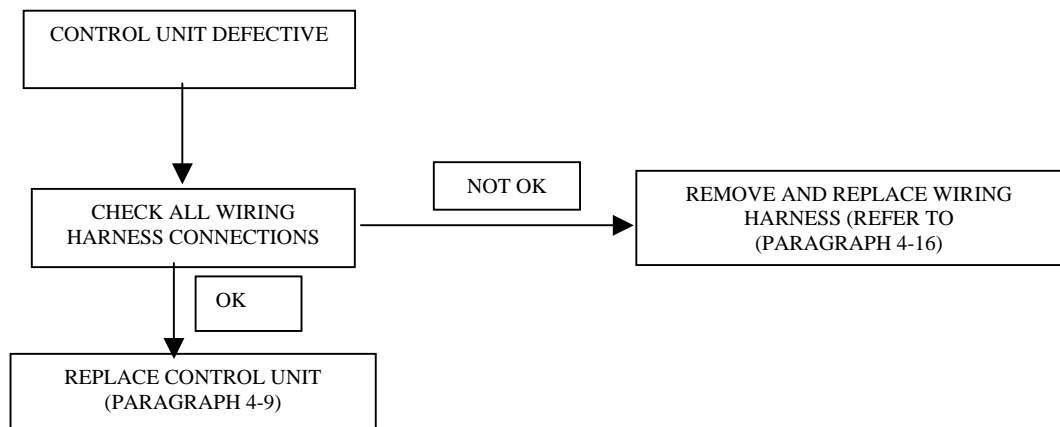 CONTROL UNIT DEFECTIVE
CHECK ALL WIRING
HARNESS CONNECTIONS
NOT OK
REMOVE AND REPLACE WIRING
HARNESS (REFER TO
(PARAGRAPH 4-16)
OK
REPLACE CONTROL UNIT
(PARAGRAPH 4-9)